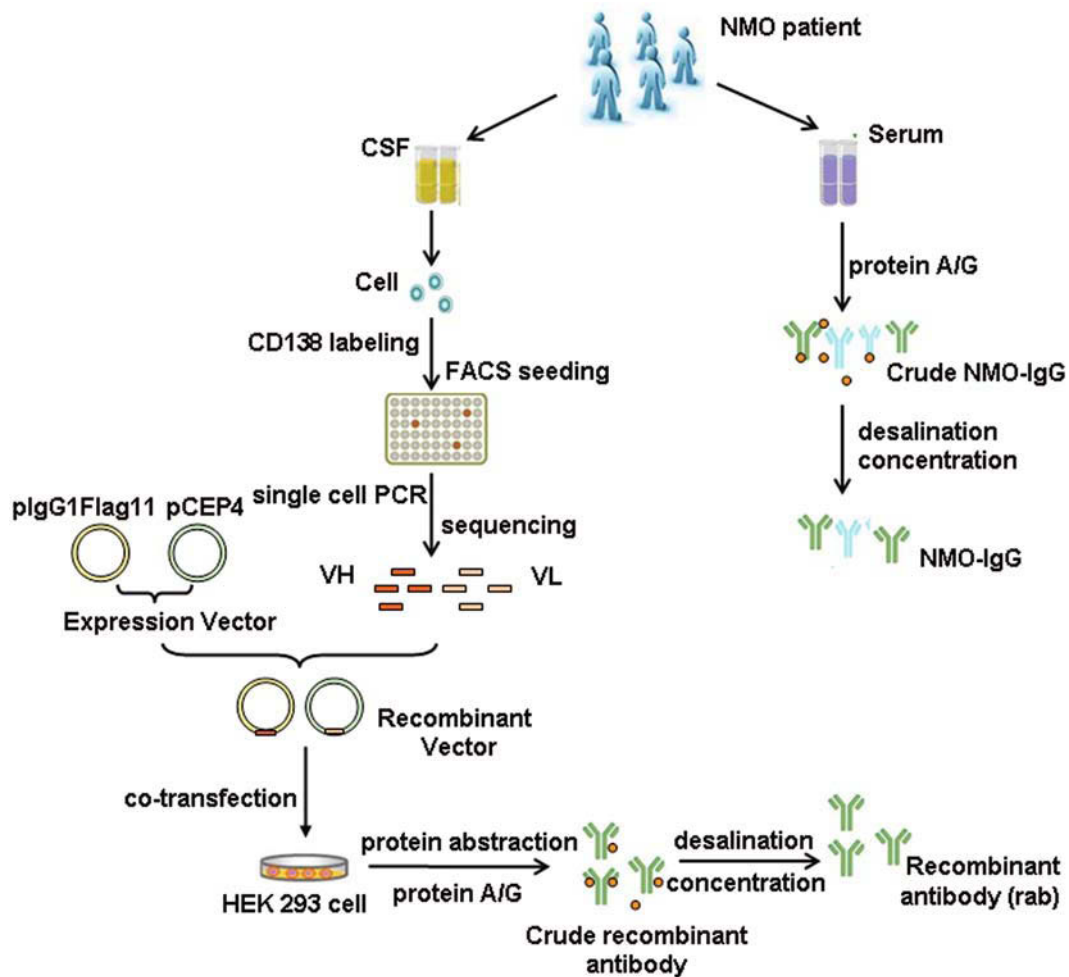 NMO patient
CSF
Serum
Cell
protein A/G
CD138 labeling
FACS seeding
Crude NMO-IgG
desalination
concentration
single cell PCR
sequencing
pIgG1Flag11
pCEP4
NMO-IgG
VH
VL
Expression Vector
Recombinant
Vector
co-transfection
HEK 293 cell
protein abstraction
protein A/G
Crude recombinant
antibody
desalination
concentration
Recombinant
antibody (rab)